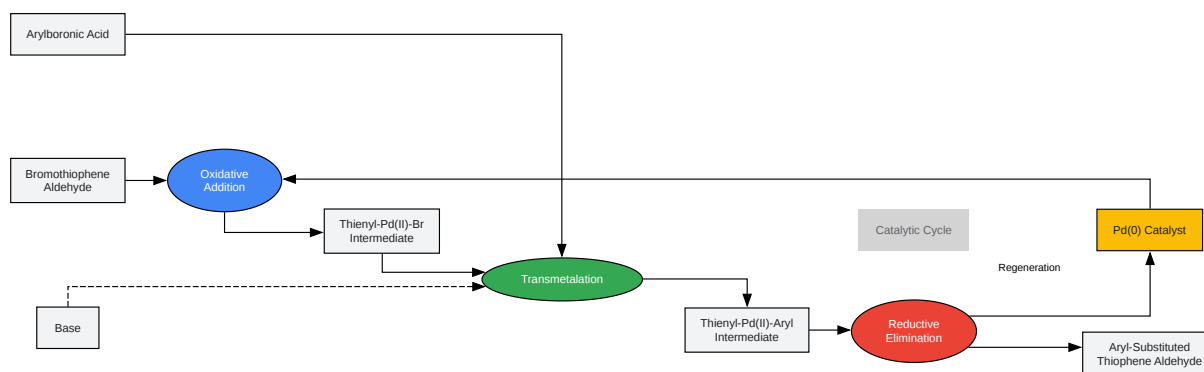 Arylboronic Acid
Bromothiophene
Aldehyde
Oxidative
Addition
Thienyl-Pd(II)-Br
Intermediate
Catalytic Cycle
Pd(0) Catalyst
Regeneration
Transmetalation
Base
Thienyl-Pd(II)-Aryl
Intermediate
Reductive
Elimination
Aryl-Substituted
Thiophene Aldehyde